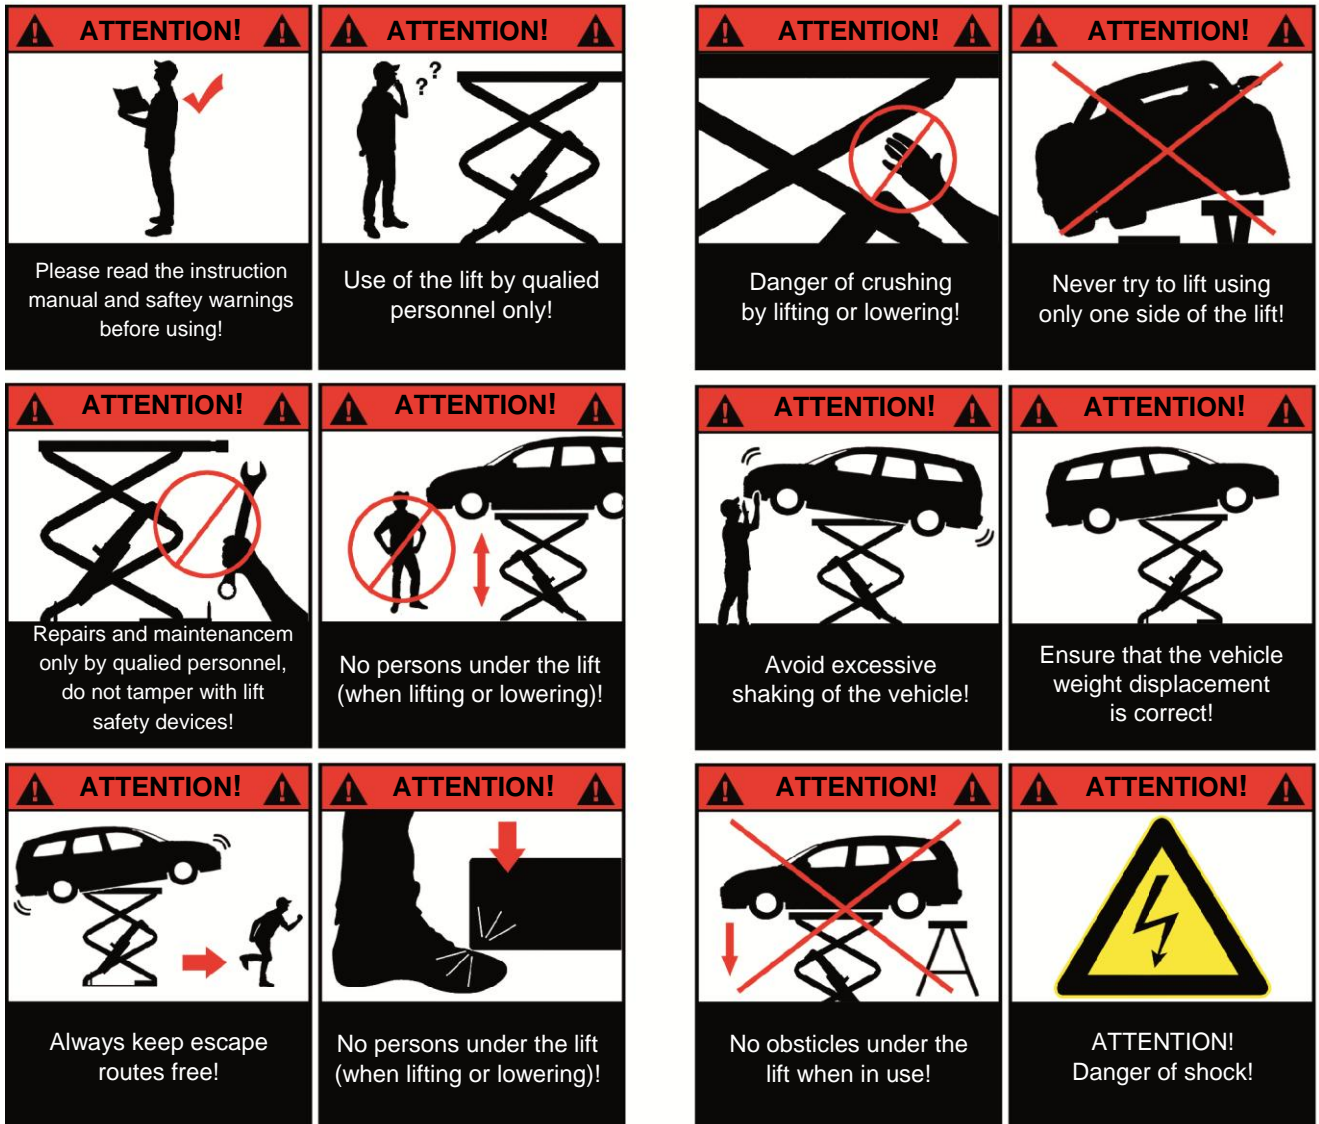 ATTENTION!
Please read the instruction
manual and saftey warnings
before using!
ATTENTION!
??
Use of the lift by qualied
personnel only!
ATTENTION!
Danger of crushing
by lifting or lowering!
ATTENTION!
Never try to lift using
only one side of the lift!
ATTENTION!
Repairs and maintenancem
only by qualied personnel,
do not tamper with lift
safety devices!
ATTENTION!
No persons under the lift
(when lifting or lowering)!
ATTENTION!
Avoid excessive
shaking of the vehicle!
ATTENTION!
Ensure that the vehicle
weight displacement
is correct!
ATTENTION!
Always keep escape
routes free!
ATTENTION!
No persons under the lift
(when lifting or lowering)!
ATTENTION!
No obsticles under the
lift when in use!
ATTENTION!
ATTENTION!
Danger of shock!